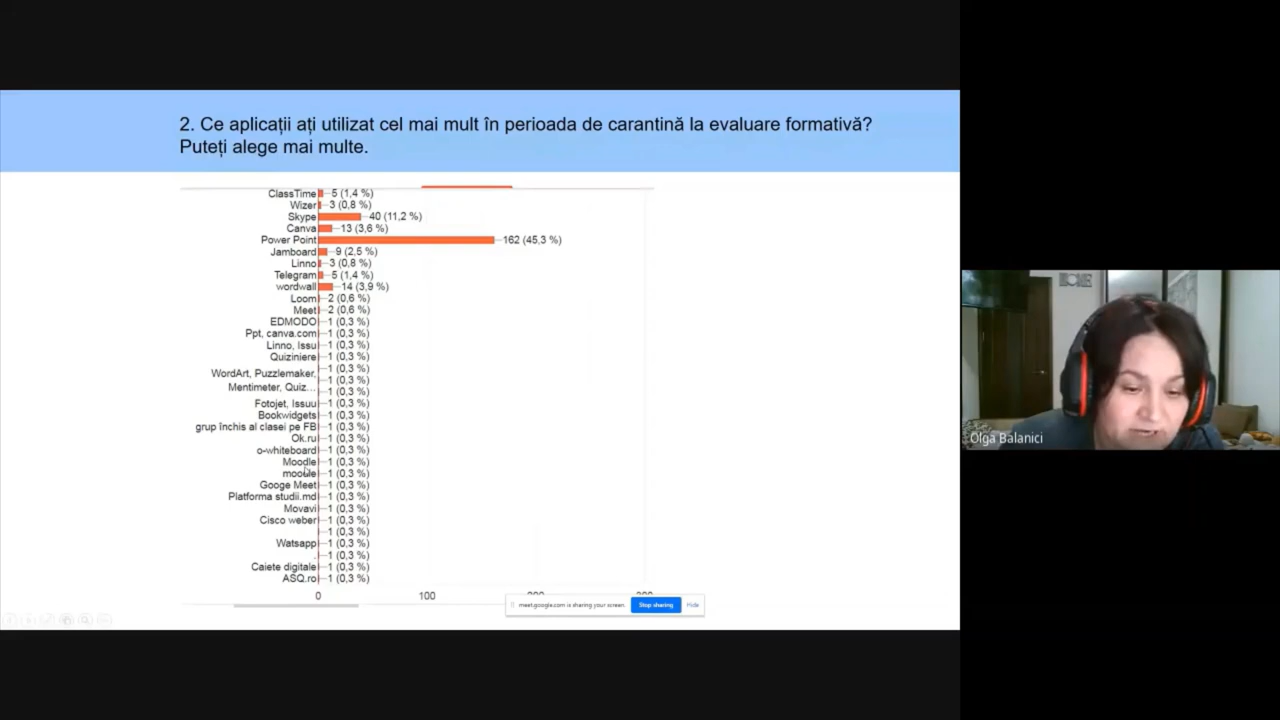 2. Ce aplicații ați utilizat cel mai mult în perioada de carantină la evaluare formativă?
Puteți alege mai multe.
ClassTime 5 (1,4 %)
Wizer 3 (0,8 %)
Skype 40 (11,2 %)
Canva 13 (3,6 %)
Power Point 162 (45,3 %)
Jamboard 9 (2,5 %)
Linno 3 (0,8 %)
Telegram 5 (1,4 %)
wordwall 14 (3,9 %)
Loom 2 (0,6 %)
Meet 2 (0,6 %)
EDMODO 1 (0,3 %)
Ppt, canva.com 1 (0,3 %)
Linno, Issu 1 (0,3 %)
Quiziniere 1 (0,3 %)
1 (0,3 %)
WordArt, Puzzlemaker,
1 (0,3 %)
Mentimeter, Quiz...
1 (0,3 %)
Fotojet, Issuu 1 (0,3 %)
Bookwidgets 1 (0,3 %)
grup închis al clasei pe FB 1 (0,3 %)
Ok.ru 1 (0,3 %)
o-whiteboard 1 (0,3 %)
Moodle 1 (0,3 %)
moodle 1 (0,3 %)
Googe Meet 1 (0,3 %)
Platforma studii.md 1 (0,3 %)
Movavi 1 (0,3 %)
Cisco weber 1 (0,3 %)
1 (0,3 %)
Watsapp 1 (0,3 %)
. 1 (0,3 %)
Caiete digitale 1 (0,3 %)
ASQ.ro 1 (0,3 %)
0 100
meet.google.com is sharing your screen. Stop sharing Hide
HOME
Olga Balanici